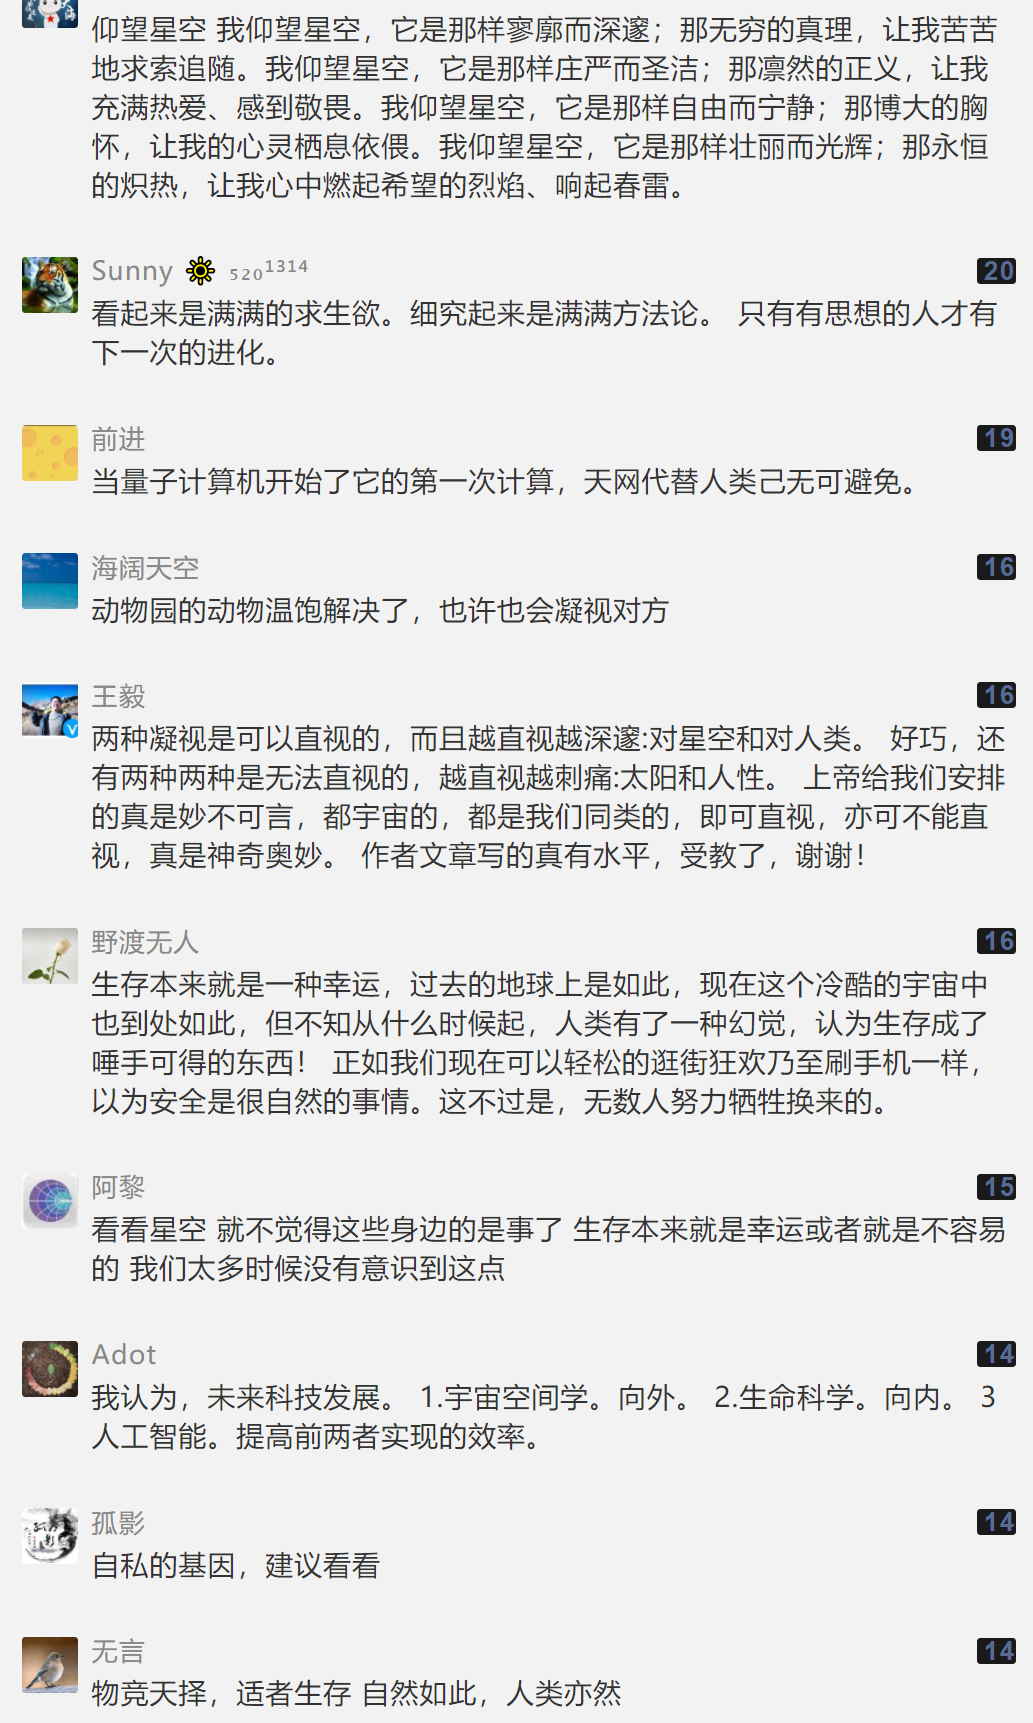 仰望星空 我仰望星空，它是那样寥廓而深邃；那无穷的真理，让我苦苦
地求索追随。我仰望星空，它是那样庄严而圣洁；那凛然的正义，让我
充满热爱、感到敬畏。我仰望星空，它是那样自由而宁静；那博大的胸
怀，让我的心灵栖息依偎。我仰望星空，它是那样壮丽而光辉；那永恒
的炽热，让我心中燃起希望的烈焰、响起春雷。
Sunny 🔆 ₅₂₀¹³¹⁴ 20
看起来是满满的求生欲。细究起来是满满方法论。 只有有思想的人才有
下一次的进化。
前进 19
当量子计算机开始了它的第一次计算，天网代替人类己无可避免。
海阔天空 16
动物园的动物温饱解决了，也许也会凝视对方
王毅 16
两种凝视是可以直视的，而且越直视越深邃:对星空和对人类。 好巧，还
有两种两种是无法直视的，越直视越刺痛:太阳和人性。 上帝给我们安排
的真是妙不可言，都宇宙的，都是我们同类的，即可直视，亦可不能直
视，真是神奇奥妙。 作者文章写的真有水平，受教了，谢谢！
野渡无人 16
生存本来就是一种幸运，过去的地球上是如此，现在这个冷酷的宇宙中
也到处如此，但不知从什么时候起，人类有了一种幻觉，认为生存成了
唾手可得的东西！ 正如我们现在可以轻松的逛街狂欢乃至刷手机一样，
以为安全是很自然的事情。这不过是，无数人努力牺牲换来的。
阿黎 15
看看星空 就不觉得这些身边的是事了 生存本来就是幸运或者就是不容易
的 我们太多时候没有意识到这点
Adot 14
我认为，未来科技发展。 1.宇宙空间学。向外。 2.生命科学。向内。 3
人工智能。提高前两者实现的效率。
孤影 14
自私的基因，建议看看
无言 14
物竞天择，适者生存 自然如此，人类亦然